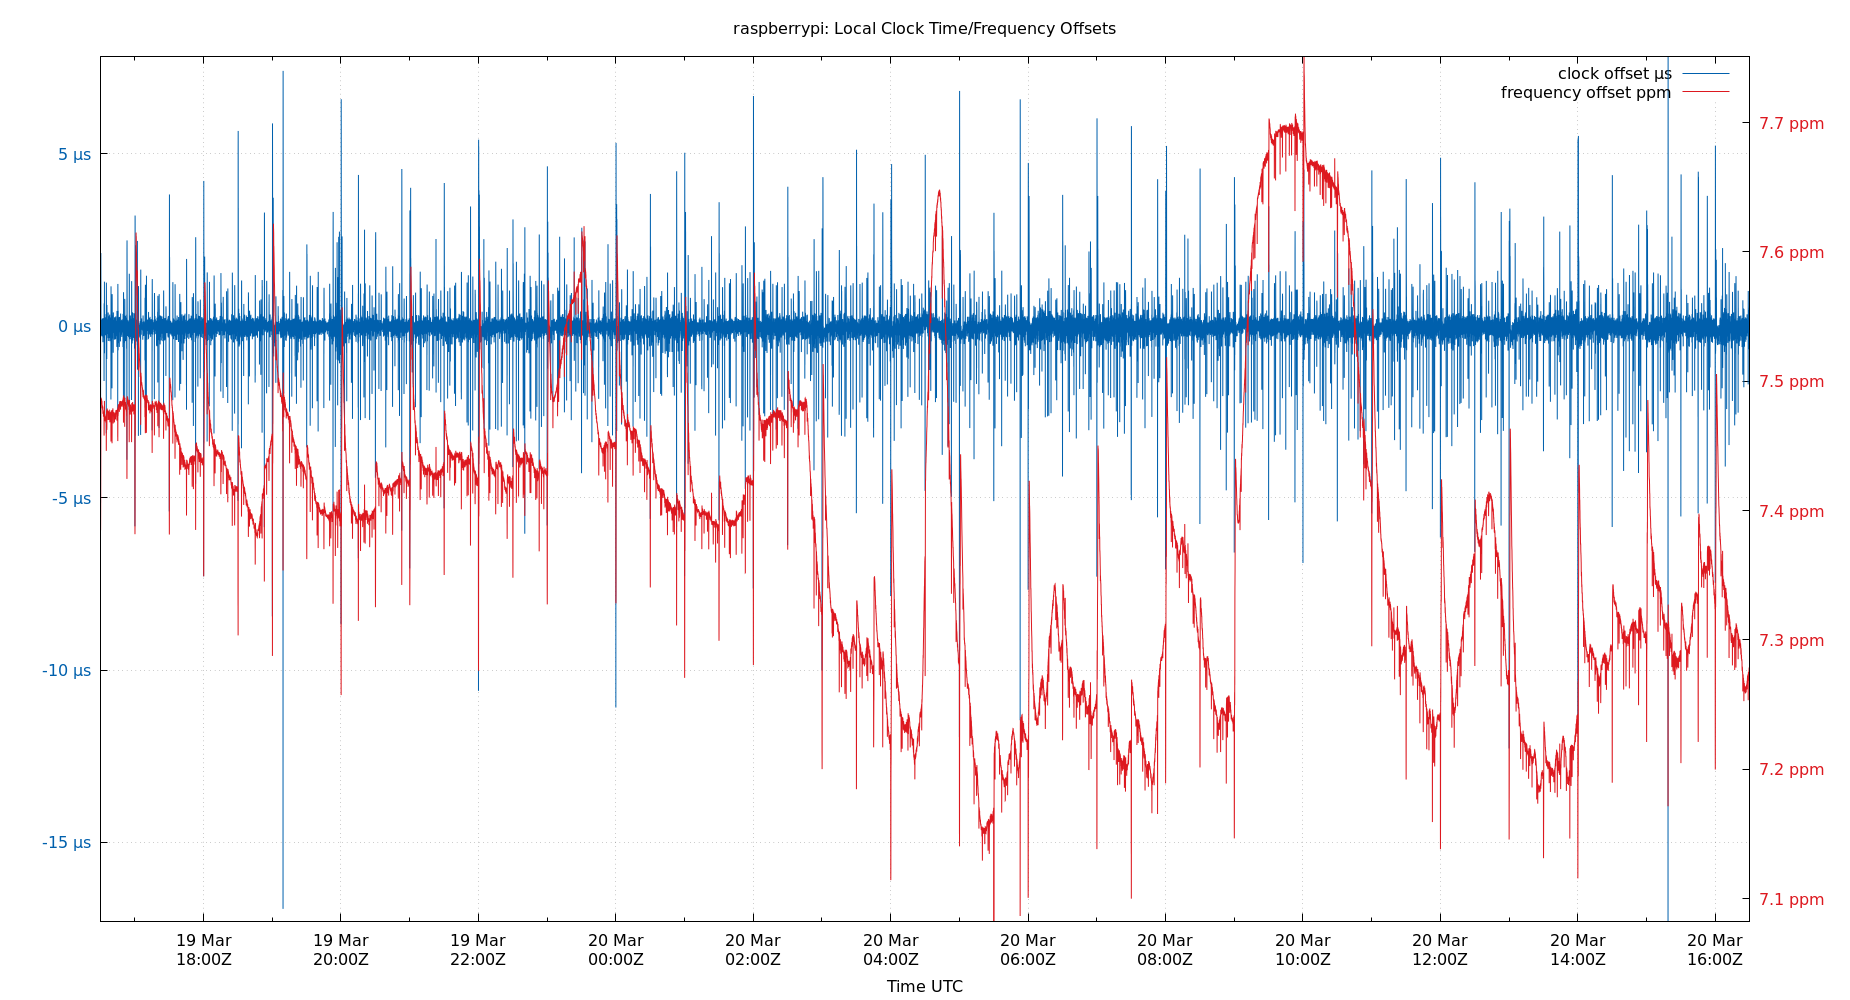 raspberrypi: Local Clock Time/Frequency Offsets
clock offset µs
frequency offset ppm
5 µs
0 µs
-5 µs
-10 µs
-15 µs
7.7 ppm
7.6 ppm
7.5 ppm
7.4 ppm
7.3 ppm
7.2 ppm
7.1 ppm
19 Mar
18:00Z
19 Mar
20:00Z
19 Mar
22:00Z
20 Mar
00:00Z
20 Mar
02:00Z
20 Mar
04:00Z
20 Mar
06:00Z
20 Mar
08:00Z
20 Mar
10:00Z
20 Mar
12:00Z
20 Mar
14:00Z
20 Mar
16:00Z
Time UTC